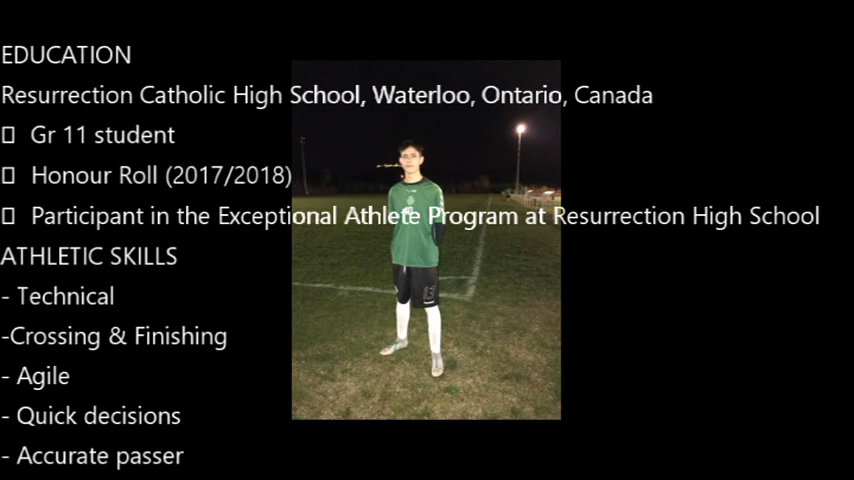 EDUCATION
Resurrection Catholic High School, Waterloo, Ontario, Canada
▯ Gr 11 student
▯ Honour Roll (2017/2018)
▯ Participant in the Exceptional Athlete Program at Resurrection High School
ATHLETIC SKILLS
- Technical
-Crossing & Finishing
- Agile
- Quick decisions
- Accurate passer